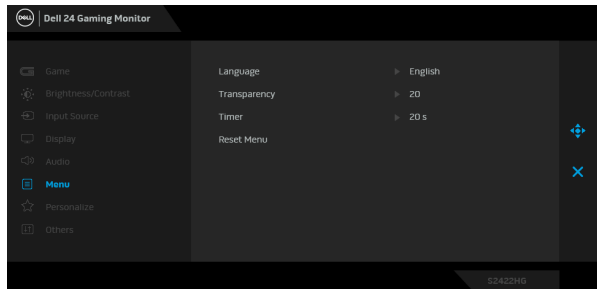 DELL Dell 24 Gaming Monitor
Game
Brightness/Contrast
Input Source
Display
Audio
Menu
Personalize
Others
Language English
Transparency 20
Timer 20 s
Reset Menu
S2422HG